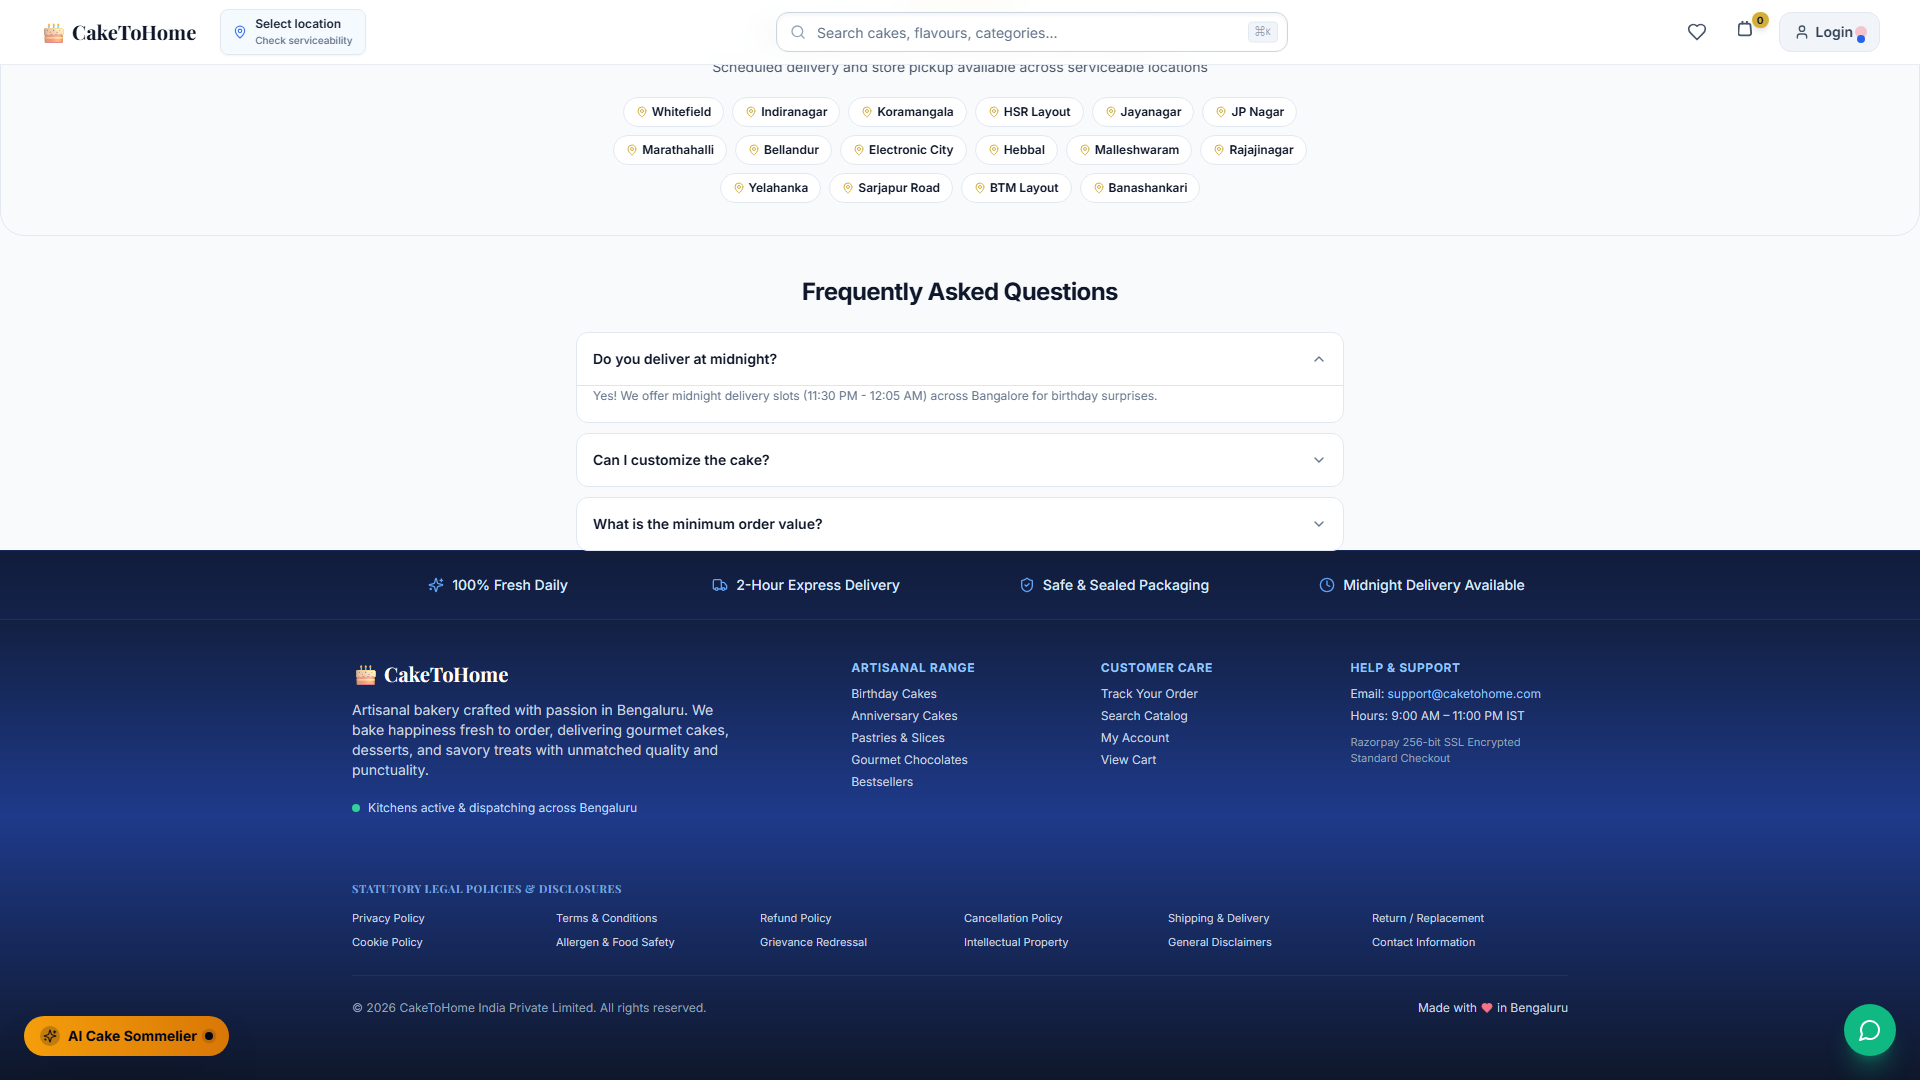 CakeToHome
Select location
Check serviceability
Search cakes, flavours, categories...
⌘K
0
Login
Scheduled delivery and store pickup available across serviceable locations
Whitefield
Indiranagar
Koramangala
HSR Layout
Jayanagar
JP Nagar
Marathahalli
Bellandur
Electronic City
Hebbal
Malleshwaram
Rajajinagar
Yelahanka
Sarjapur Road
BTM Layout
Banashankari
Frequently Asked Questions
Do you deliver at midnight?
Yes! We offer midnight delivery slots (11:30 PM - 12:05 AM) across Bangalore for birthday surprises.
Can I customize the cake?
What is the minimum order value?
100% Fresh Daily
2-Hour Express Delivery
Safe & Sealed Packaging
Midnight Delivery Available
CakeToHome
Artisanal bakery crafted with passion in Bengaluru. We
bake happiness fresh to order, delivering gourmet cakes,
desserts, and savory treats with unmatched quality and
punctuality.
Kitchens active & dispatching across Bengaluru
ARTISANAL RANGE
Birthday Cakes
Anniversary Cakes
Pastries & Slices
Gourmet Chocolates
Bestsellers
CUSTOMER CARE
Track Your Order
Search Catalog
My Account
View Cart
HELP & SUPPORT
Email: support@caketohome.com
Hours: 9:00 AM – 11:00 PM IST
Razorpay 256-bit SSL Encrypted
Standard Checkout
STATUTORY LEGAL POLICIES & DISCLOSURES
Privacy Policy
Terms & Conditions
Refund Policy
Cancellation Policy
Shipping & Delivery
Return / Replacement
Cookie Policy
Allergen & Food Safety
Grievance Redressal
Intellectual Property
General Disclaimers
Contact Information
© 2026 CakeToHome India Private Limited. All rights reserved.
Made with ❤ in Bengaluru
AI Cake Sommelier